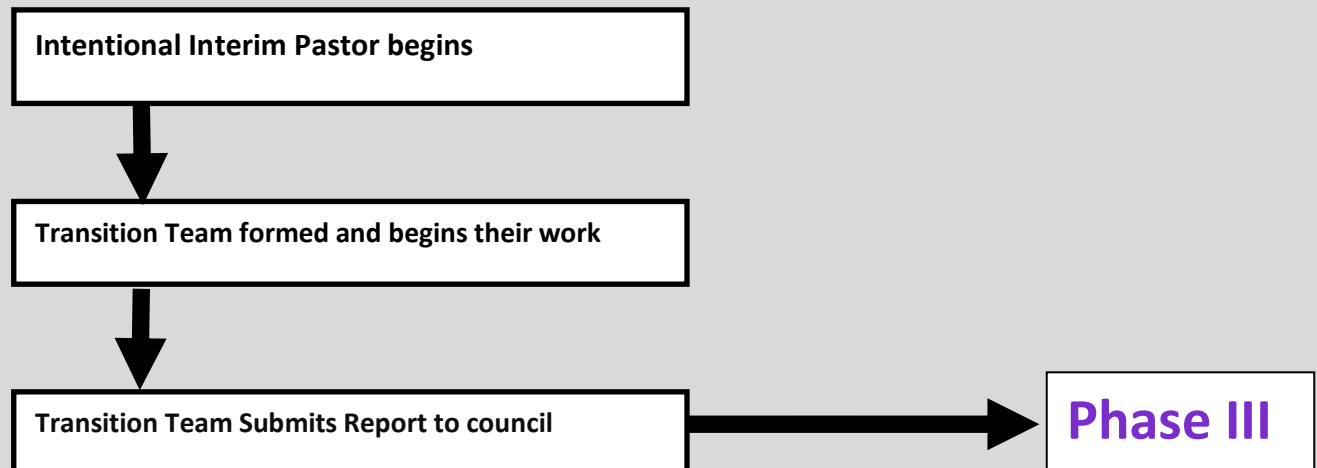 Intentional Interim Pastor begins
Transition Team formed and begins their work
Transition Team Submits Report to council
Phase III